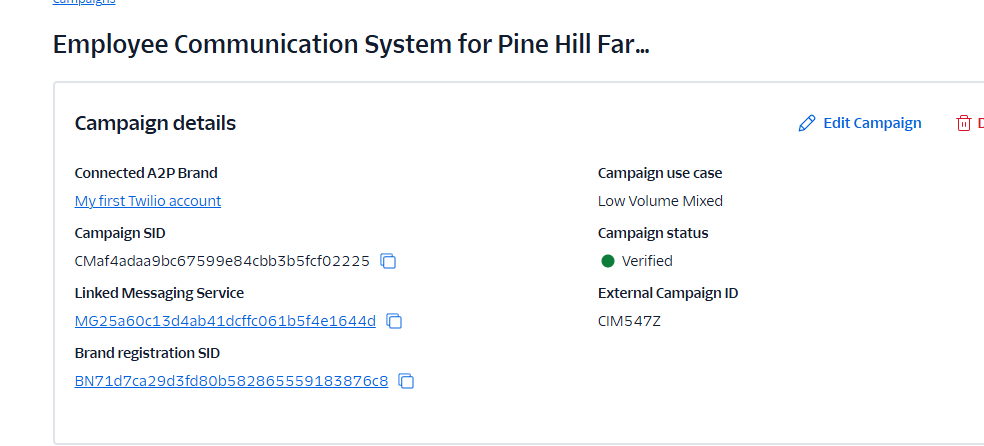 Campaigns
Employee Communication System for Pine Hill Far...
Campaign details
Edit Campaign
D
Connected A2P Brand
My first Twilio account
Campaign use case
Low Volume Mixed
Campaign SID
CMaf4adaa9bc67599e84cbb3b5fcf02225
Campaign status
Verified
Linked Messaging Service
MG25a60c13d4ab41dcffc061b5f4e1644d
External Campaign ID
CIM547Z
Brand registration SID
BN71d7ca29d3fd80b582865559183876c8